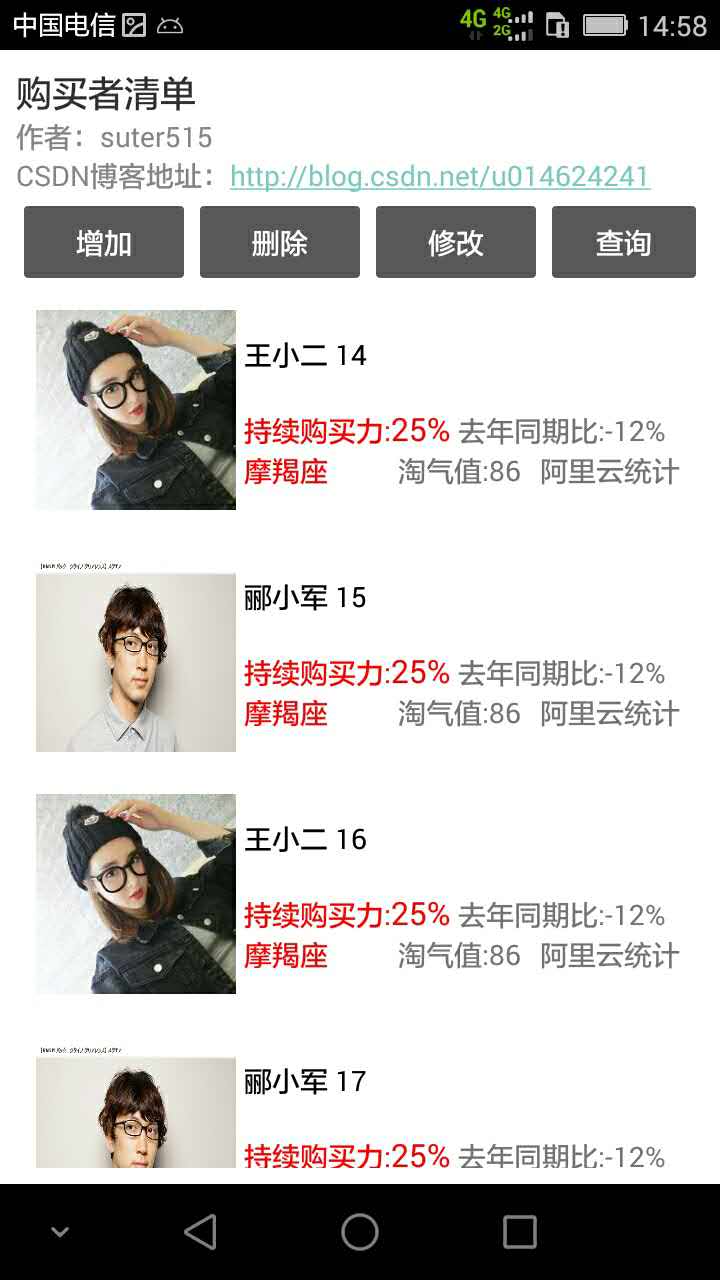 中国电信 4G 4G 2G 14:58
购买者清单
作者：suter515
CSDN博客地址：http://blog.csdn.net/u014624241
增加 删除 修改 查询
王小二 14
持续购买力:25% 去年同期比:-12%
摩羯座 淘气值:86 阿里云统计
郦小军 15
持续购买力:25% 去年同期比:-12%
摩羯座 淘气值:86 阿里云统计
王小二 16
持续购买力:25% 去年同期比:-12%
摩羯座 淘气值:86 阿里云统计
郦小军 17
持续购买力:25% 去年同期比:-12%